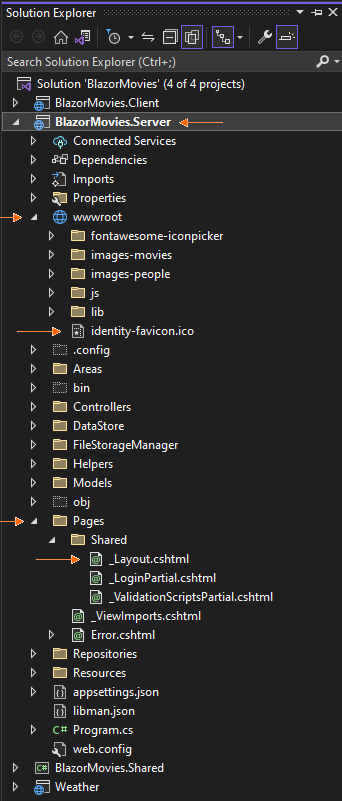 Solution Explorer
Search Solution Explorer (Ctrl+;)
Solution 'BlazorMovies' (4 of 4 projects)
BlazorMovies.Client
BlazorMovies.Server
Connected Services
Dependencies
Imports
Properties
wwwroot
fontawesome-iconpicker
images-movies
images-people
js
lib
identity-favicon.ico
.config
Areas
bin
Controllers
DataStore
FileStorageManager
Helpers
Models
obj
Pages
Shared
_Layout.cshtml
_LoginPartial.cshtml
_ValidationScriptsPartial.cshtml
_ViewImports.cshtml
Error.cshtml
Repositories
Resources
appsettings.json
libman.json
C# Program.cs
web.config
C# BlazorMovies.Shared
Weather